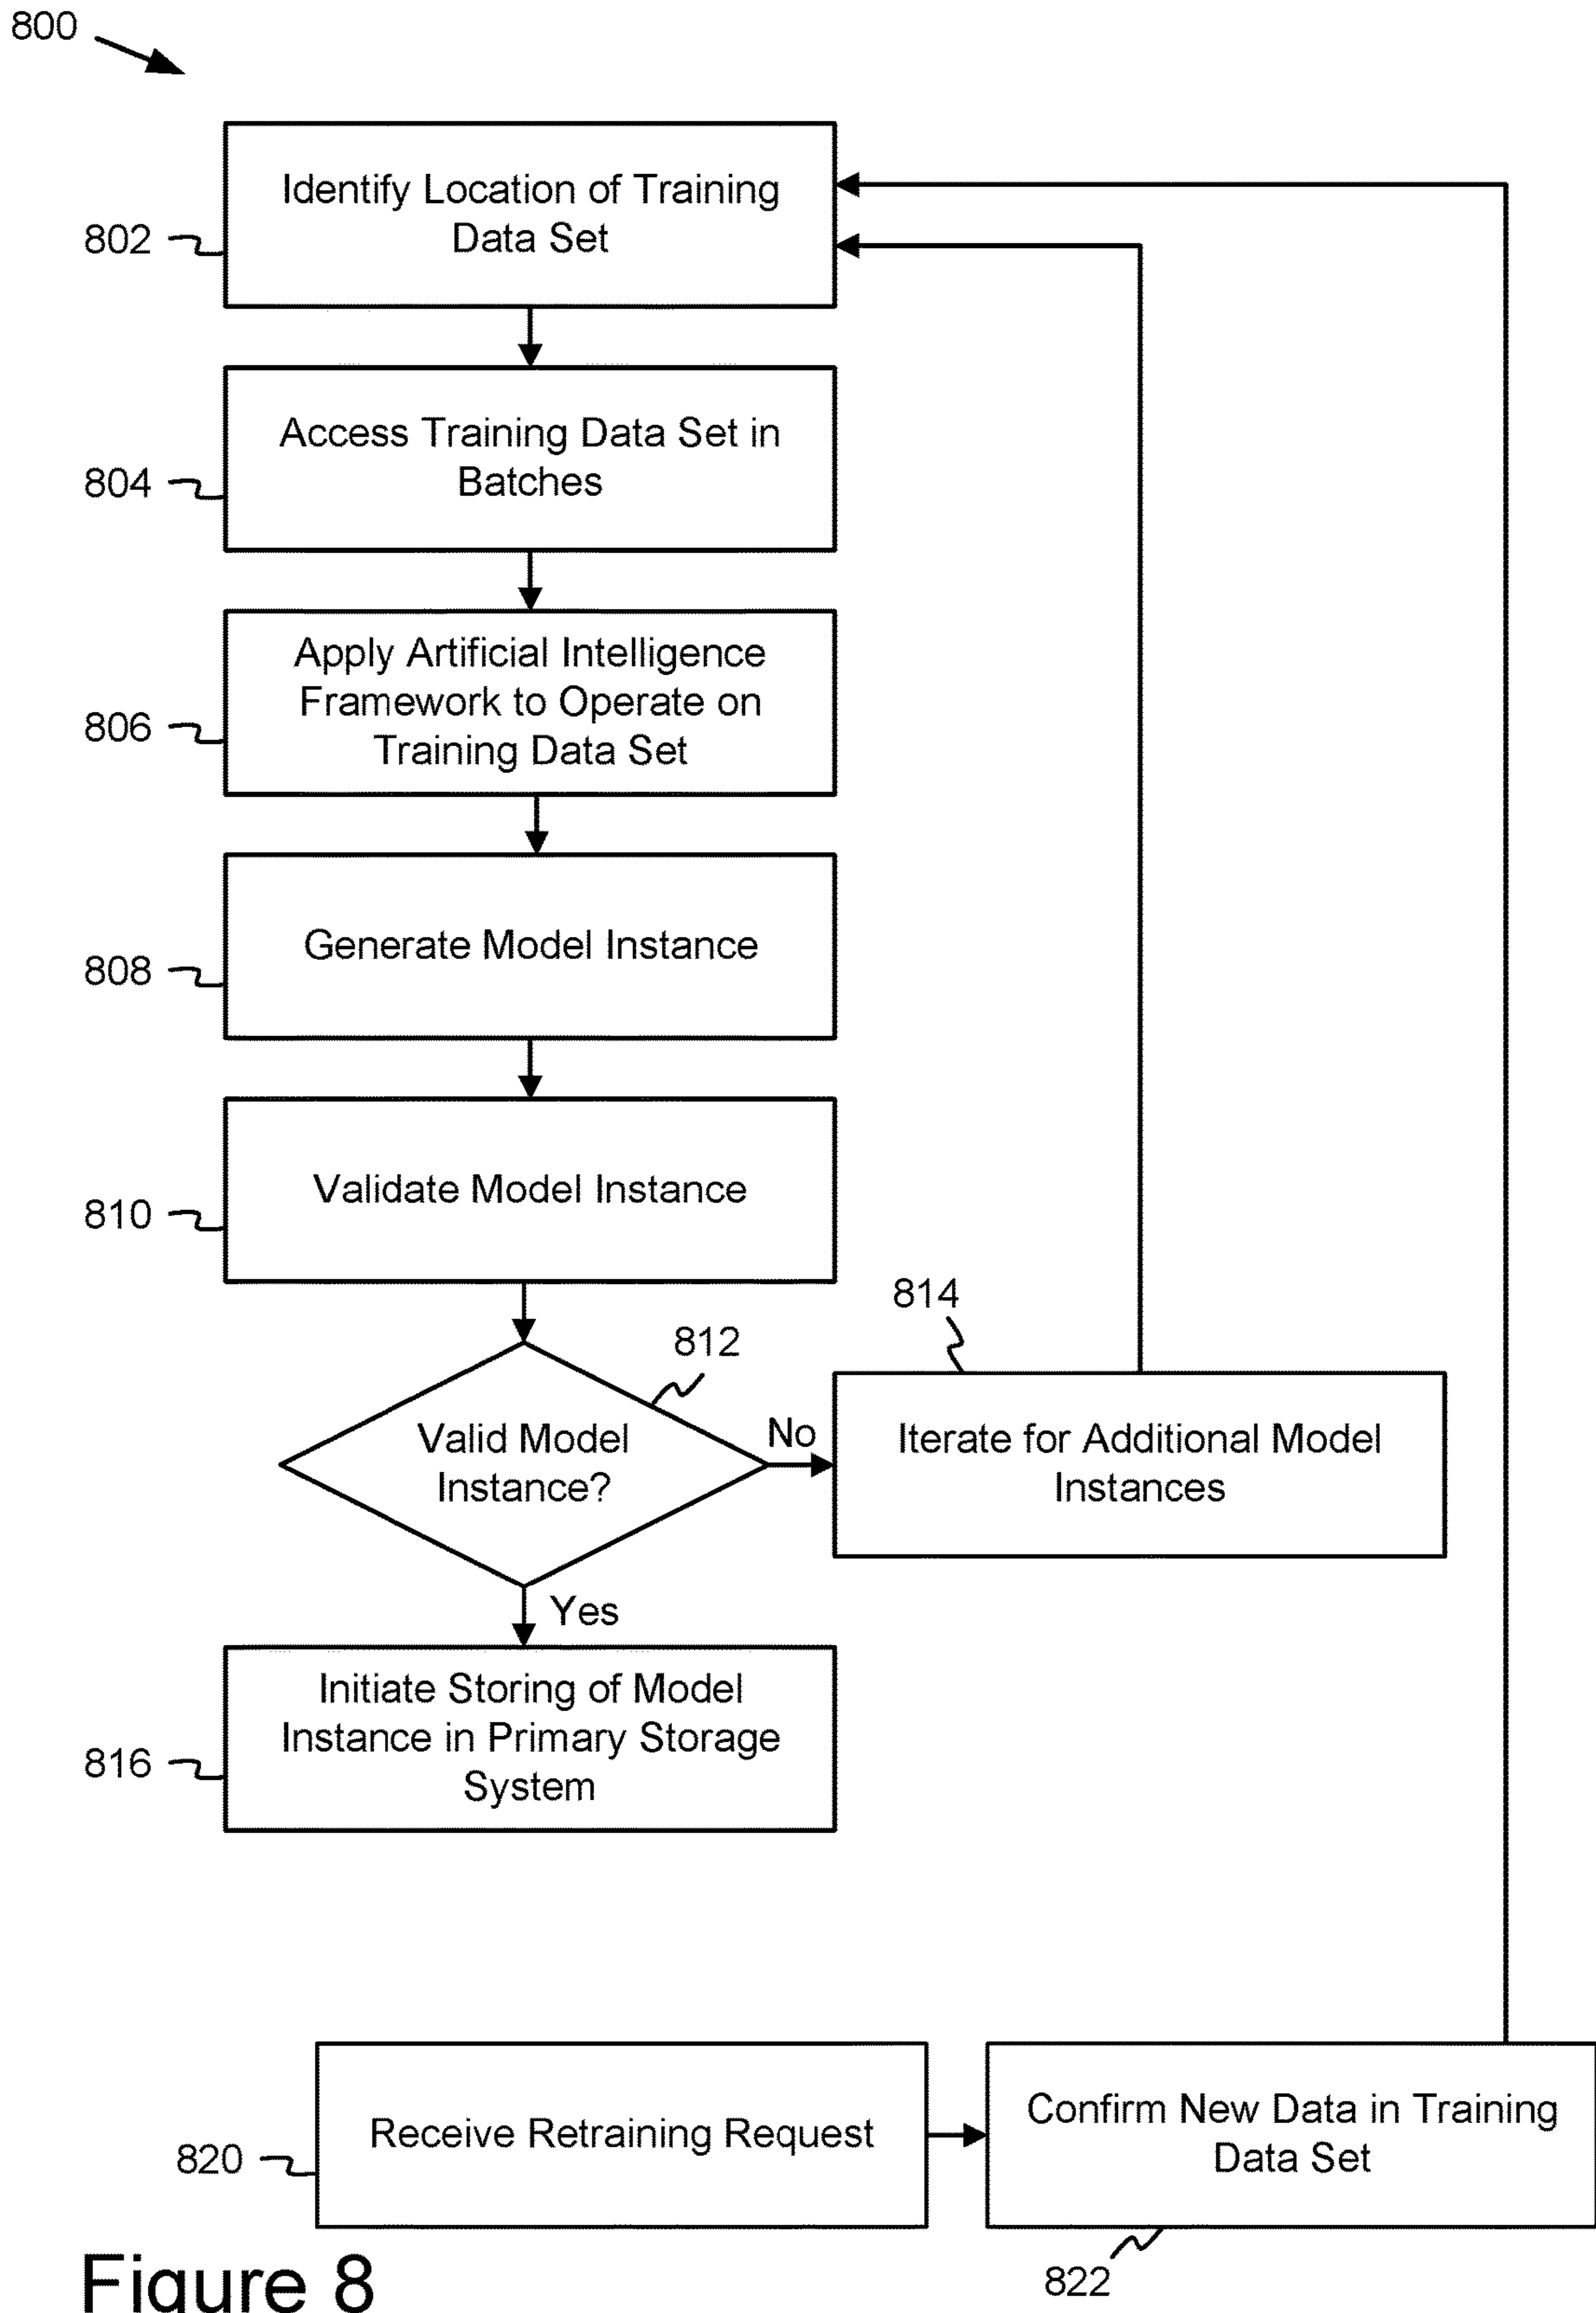 800
Identify Location of Training
Data Set
802
Access Training Data Set in
Batches
804
Apply Artificial Intelligence
Framework to Operate on
Training Data Set
806
Generate Model Instance
808
Validate Model Instance
810
812
814
Valid Model
Instance?
No
Iterate for Additional Model
Instances
Yes
Initiate Storing of Model
Instance in Primary Storage
System
816
Receive Retraining Request
820
Confirm New Data in Training
Data Set
822
Figure 8